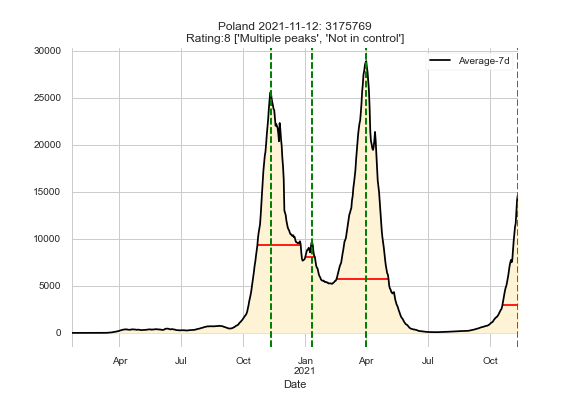 Poland 2021-11-12: 3175769
Rating:8 ['Multiple peaks', 'Not in control']
Average-7d
30000
25000
20000
15000
10000
5000
0
Apr Jul Oct Jan Apr Jul Oct
2021
Date